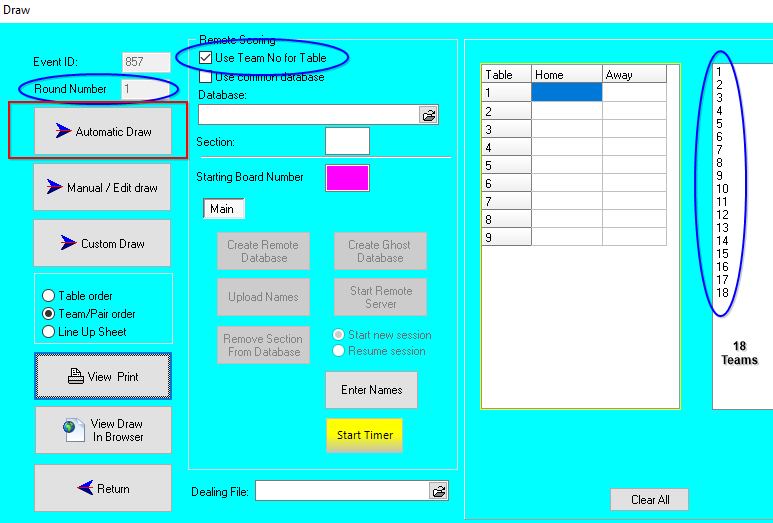 Draw
Event ID: 857
Round Number 1
Automatic Draw
Manual / Edit draw
Custom Draw
Table order
Team/Pair order
Line Up Sheet
View Print
View Draw
In Browser
Return
Remote Scoring
Use Team No for Table
Use common database
Database:
Section:
Starting Board Number
Main
Create Remote
Database
Create Ghost
Database
Upload Names
Start Remote
Server
Remove Section
From Database
Start new session
Resume session
Enter Names
Start Timer
Dealing File:
Table Home Away
1
2
3
4
5
6
7
8
9
1
2
3
4
5
6
7
8
9
10
11
12
13
14
15
16
17
18
18
Teams
Clear All